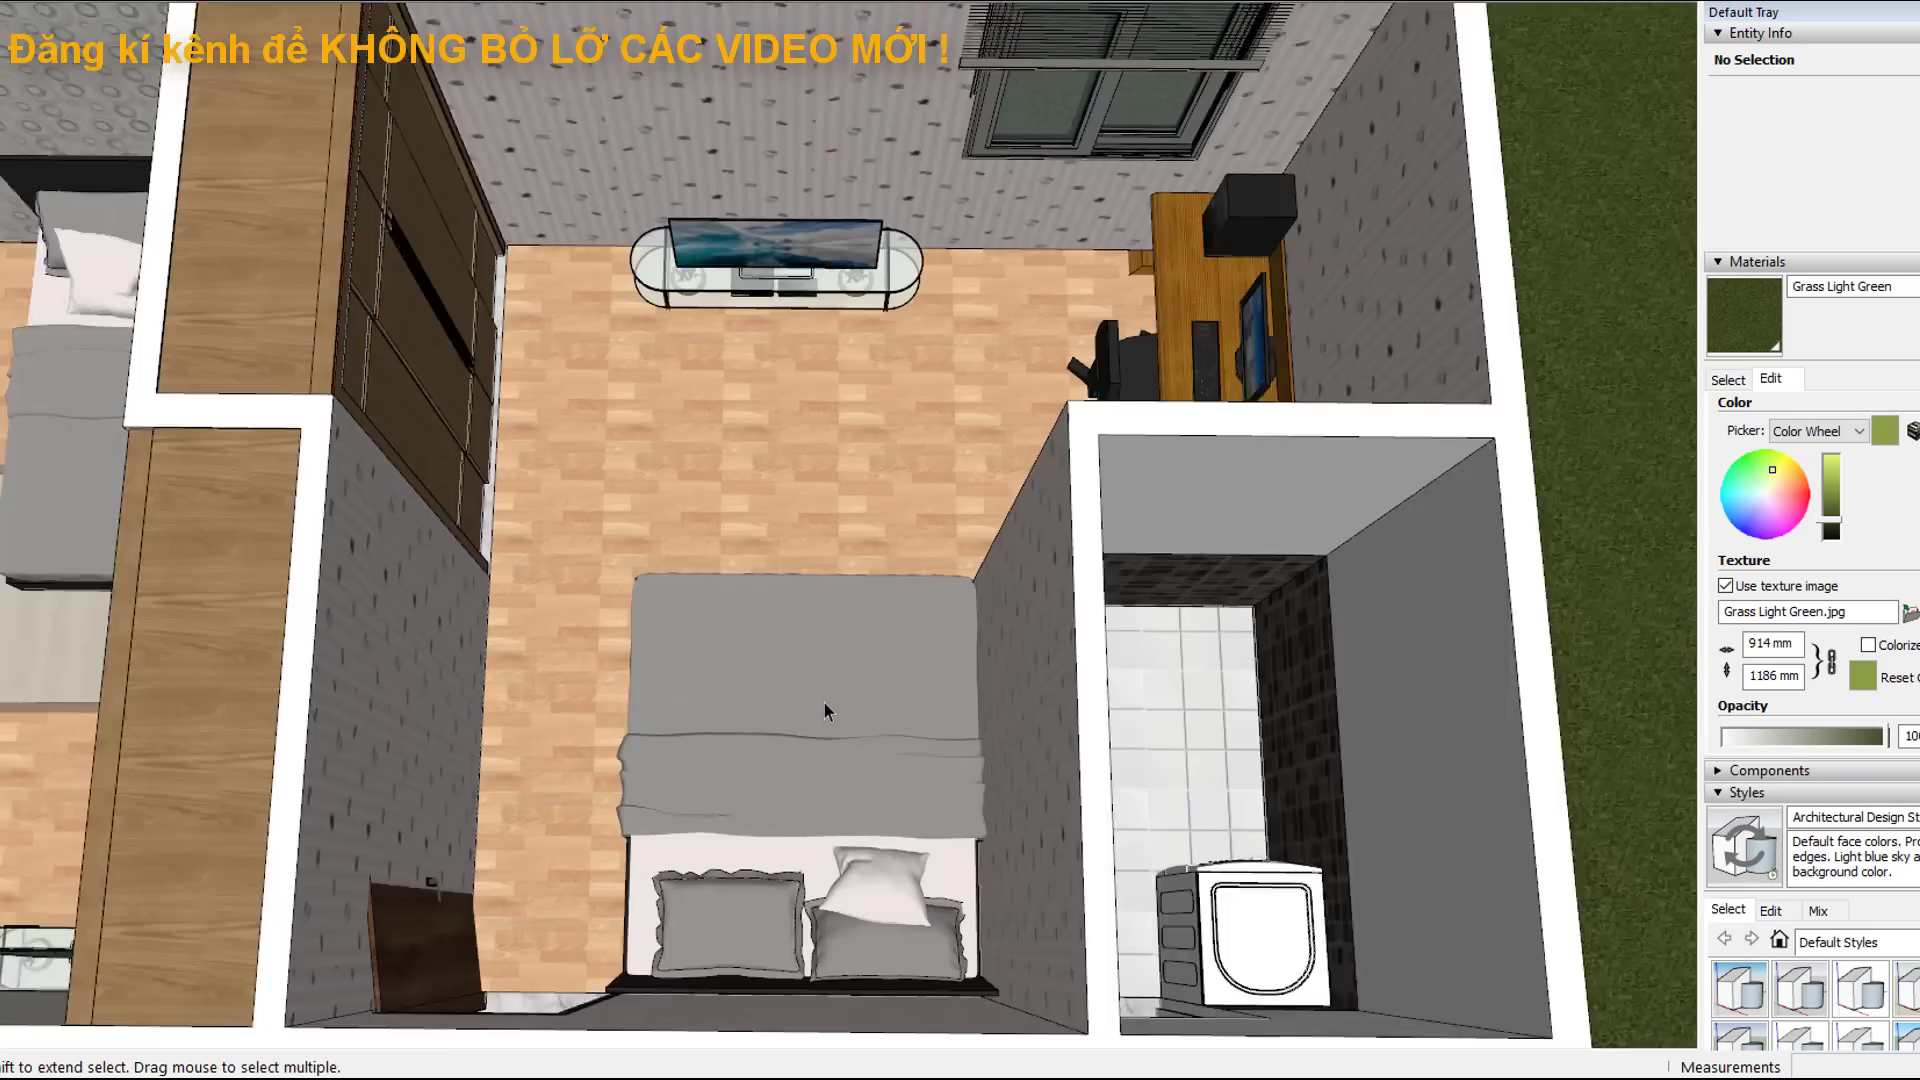 Đăng kí kênh để KHÔNG BỎ LỠ CÁC VIDEO MỚI !
Default Tray
Entity Info
No Selection
Materials
Grass Light Green
Select Edit
Color
Picker: Color Wheel
Texture
Use texture image
Grass Light Green.jpg
914 mm
Colorize
1186 mm
Reset
Opacity
Components
Styles
Architectural Design St
Default face colors. Pro
edges. Light blue sky a
background color.
Select Edit Mix
Default Styles
ift to extend select. Drag mouse to select multiple.
Measurements